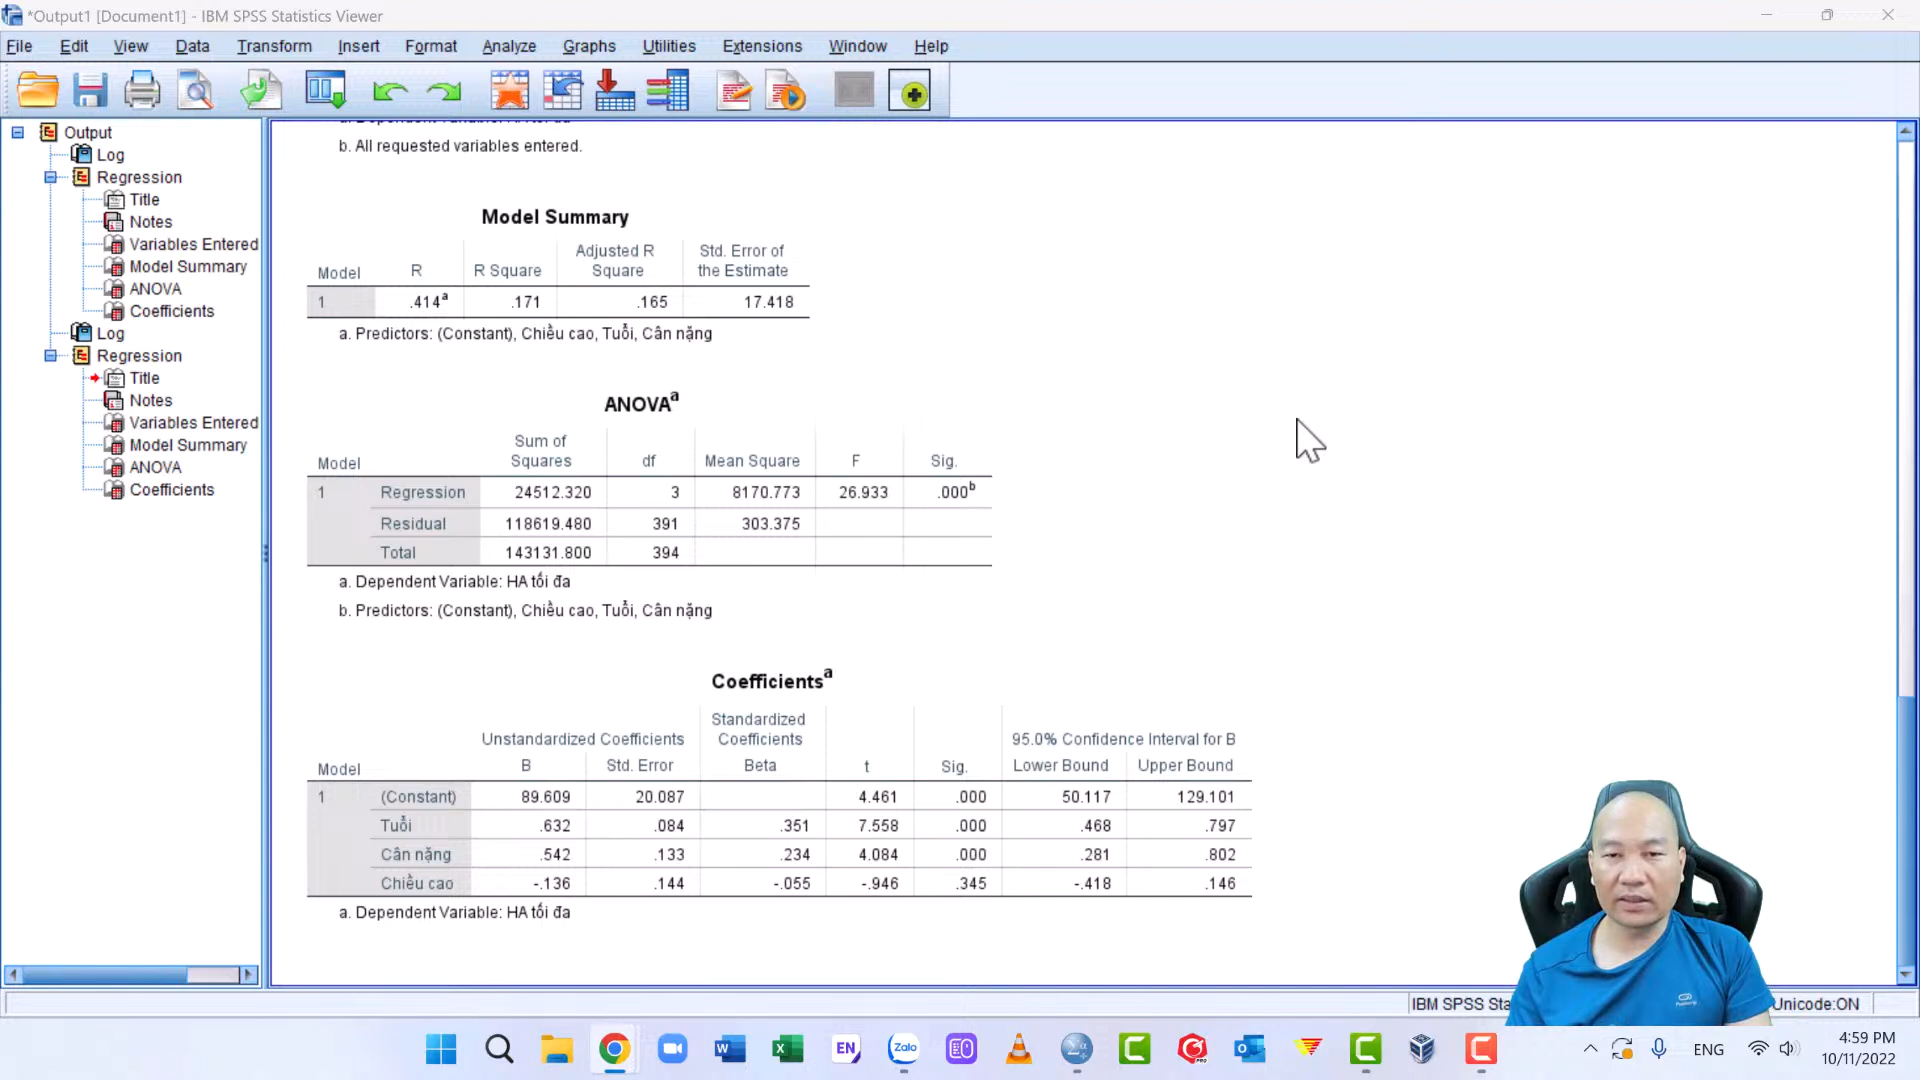 *Output1 [Document1] - IBM SPSS Statistics Viewer
File Edit View Data Transform Insert Format Analyze Graphs Utilities Extensions Window Help
Output
Log
Regression
Title
Notes
Variables Entered
Model Summary
ANOVA
Coefficients
Log
Regression
Title
Notes
Variables Entered
Model Summary
ANOVA
Coefficients
b. All requested variables entered.
Model Summary
Model R R Square Adjusted R Square Std. Error of the Estimate
1 .414a .171 .165 17.418
a. Predictors: (Constant), Chiều cao, Tuổi, Cân nặng
ANOVAa
Model Sum of Squares df Mean Square F Sig.
1 Regression 24512.320 3 8170.773 26.933 .000b
Residual 118619.480 391 303.375
Total 143131.800 394
a. Dependent Variable: HA tối đa
b. Predictors: (Constant), Chiều cao, Tuổi, Cân nặng
Coefficientsa
Unstandardized Coefficients Standardized Coefficients 95.0% Confidence Interval for B
Model B Std. Error Beta t Sig. Lower Bound Upper Bound
1 (Constant) 89.609 20.087 4.461 .000 50.117 129.101
Tuổi .632 .084 .351 7.558 .000 .468 .797
Cân nặng .542 .133 .234 4.084 .000 .281 .802
Chiều cao -.136 .144 -.055 -.946 .345 -.418 .146
a. Dependent Variable: HA tối đa
IBM SPSS Unicode:ON
EN Zalo
ENG 4:59 PM
10/11/2022